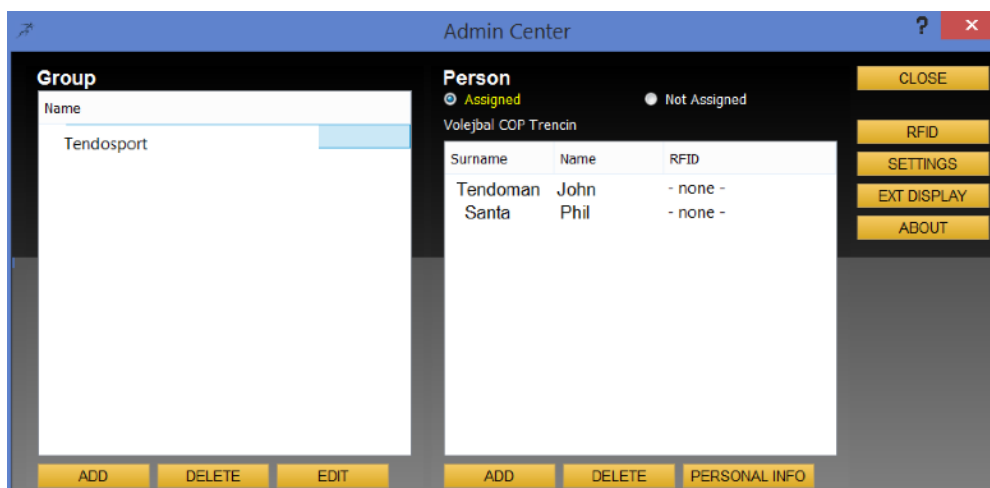 Admin Center ?
Group
Name
Tendosport
ADD DELETE EDIT
Person
Assigned Not Assigned
Volejbal COP Trencin
Surname Name RFID
Tendoman John - none -
Santa Phil - none -
ADD DELETE PERSONAL INFO
CLOSE
RFID
SETTINGS
EXT DISPLAY
ABOUT